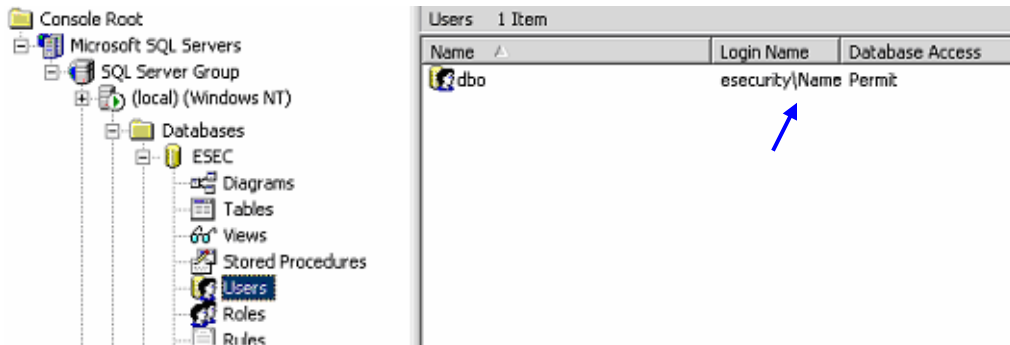 Console Root
Microsoft SQL Servers
SQL Server Group
(local) (Windows NT)
Databases
ESEC
Diagrams
Tables
Views
Stored Procedures
Users
Roles
Rules
Users 1 Item
Name Login Name Database Access
dbo esecurity\Name Permit